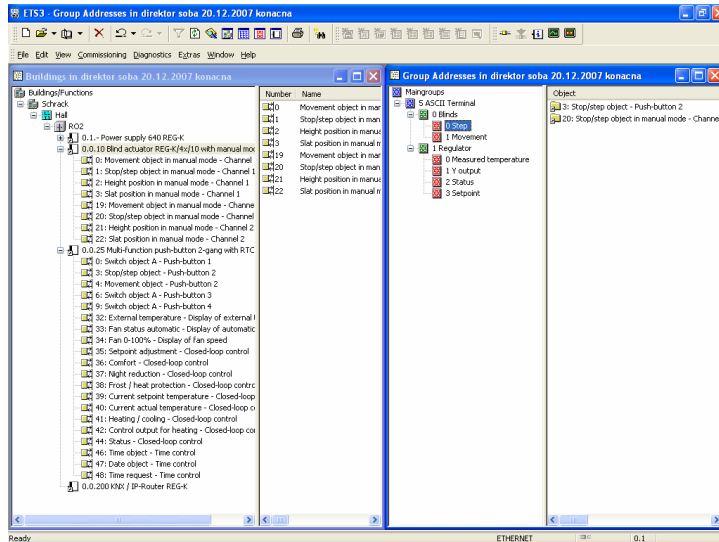 ETS3 - Group Addresses in direktor soba 20.12.2007 konacna
File Edit View Commissioning Diagnostics Extras Window Help
Buildings in direktor soba 20.12.2007 konacna
Buildings/Functions
Schrack
Hall
RO2
0.1.- Power supply 640 REG-K
0.0.10 Blind actuator REG-K/4x/10 with manual mo
0: Movement object in manual mode - Channel
1: Stop/step object in manual mode - Channel 1
2: Height position in manual mode - Channel 1
3: Slat position in manual mode - Channel 1
19: Movement object in manual mode - Channe
20: Stop/step object in manual mode - Channel
21: Height position in manual mode - Channel 2
22: Slat position in manual mode - Channel 2
0.0.25 Multi-function push-button 2-gang with RTC
0: Switch object A - Push-button 1
3: Stop/step object - Push-button 2
4: Movement object - Push-button 2
6: Switch object A - Push-button 3
9: Switch object A - Push-button 4
32: External temperature - Display of external
33: Fan status automatic - Display of automatic
34: Fan 0-100% - Display of fan speed
35: Setpoint adjustment - Closed-loop control
36: Comfort - Closed-loop control
37: Night reduction - Closed-loop control
38: Frost / heat protection - Closed-loop contro
39: Current setpoint temperature - Closed-loop
40: Current actual temperature - Closed-loop co
41: Heating / cooling - Closed-loop control
42: Control output for heating - Closed-loop con
44: Status - Closed-loop control
46: Time object - Time control
47: Date object - Time control
48: Time request - Time control
0.0.200 KNX / IP-Router REG-K
Number Name
0 Movement object in man
1 Stop/step object in man
2 Height position in manua
3 Slat position in manual m
19 Movement object in man
20 Stop/step object in man
21 Height position in manua
22 Slat position in manual m
Group Addresses in direktor soba 20.12.2007 konacna
Maingroups
5 ASCII Terminal
0 Blinds
0 Step
1 Movement
1 Regulator
0 Measured temperature
1 Y output
2 Status
3 Setpoint
Object
3: Stop/step object - Push-button 2
20: Stop/step object in manual mode - Channe
Ready ETHERNET 0.1